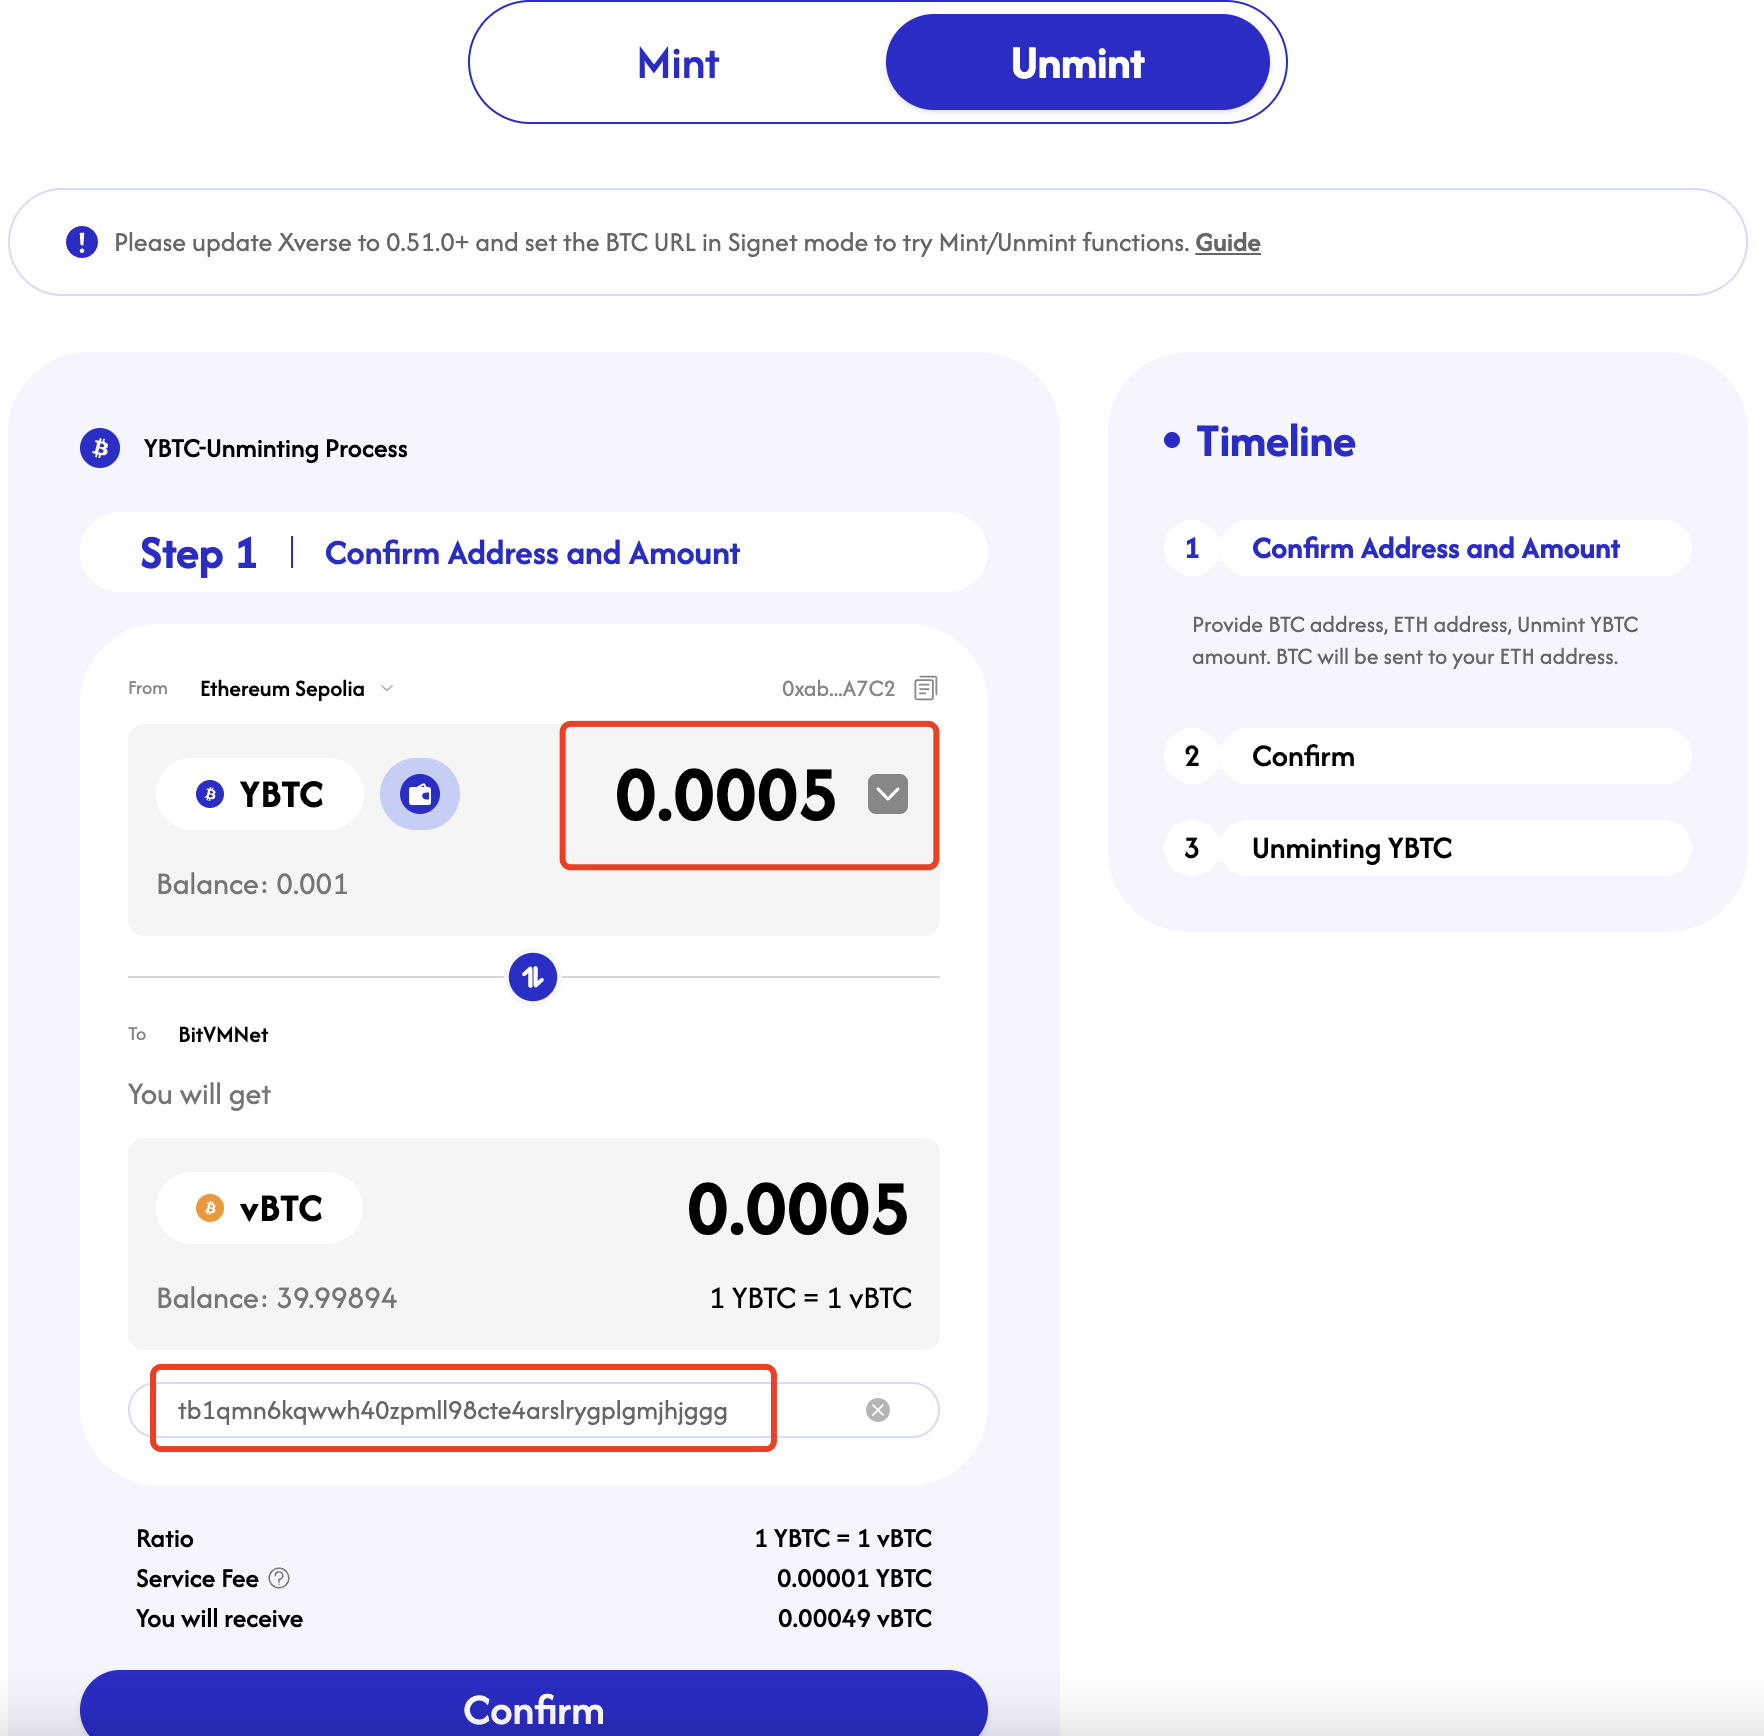 Mint
Unmint
Please update Xverse to 0.51.0+ and set the BTC URL in Signet mode to try Mint/Unmint functions. Guide
YBTC-Unminting Process
Step 1 | Confirm Address and Amount
From Ethereum Sepolia 0xab...A7C2
YBTC 0.0005
Balance: 0.001
To BitVMNet
You will get
vBTC 0.0005
Balance: 39.99894 1 YBTC = 1 vBTC
tb1qmn6kqwwh40zpmll98cte4arslrygplgmjhjggg
Ratio 1 YBTC = 1 vBTC
Service Fee 0.00001 YBTC
You will receive 0.00049 vBTC
Confirm
Timeline
1 Confirm Address and Amount
Provide BTC address, ETH address, Unmint YBTC
amount. BTC will be sent to your ETH address.
2 Confirm
3 Unminting YBTC